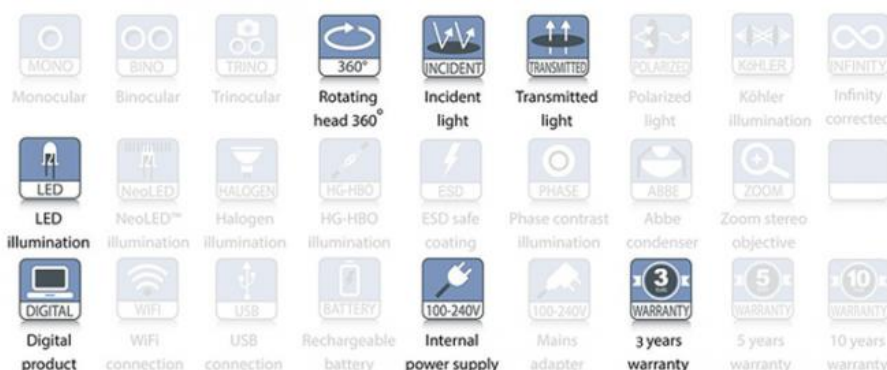 MONO BINO TRINO 360° INCIDENT TRANSMITTED POLARIZED KöHLER INFINITY
Monocular Binocular Trinocular Rotating Incident Transmitted Polarized Köhler Infinity
head 360° light light light illumination corrected
LED NeoLED HALOGEN HG-HBO ESD PHASE ABBE ZOOM
LED NeoLED™ Halogen HG-HBO ESD safe Phase contrast Abbe Zoom stereo
illumination illumination illumination illumination coating illumination condenser objective
DIGITAL WIFI USB BATTERY 100-240V 100-240V 3 WARRANTY 5 WARRANTY 10 WARRANTY
Digital WiFi USB Rechargeable Internal Mains 3 years 5 years 10 years
product connection connection battery power supply adapter warranty warranty warranty